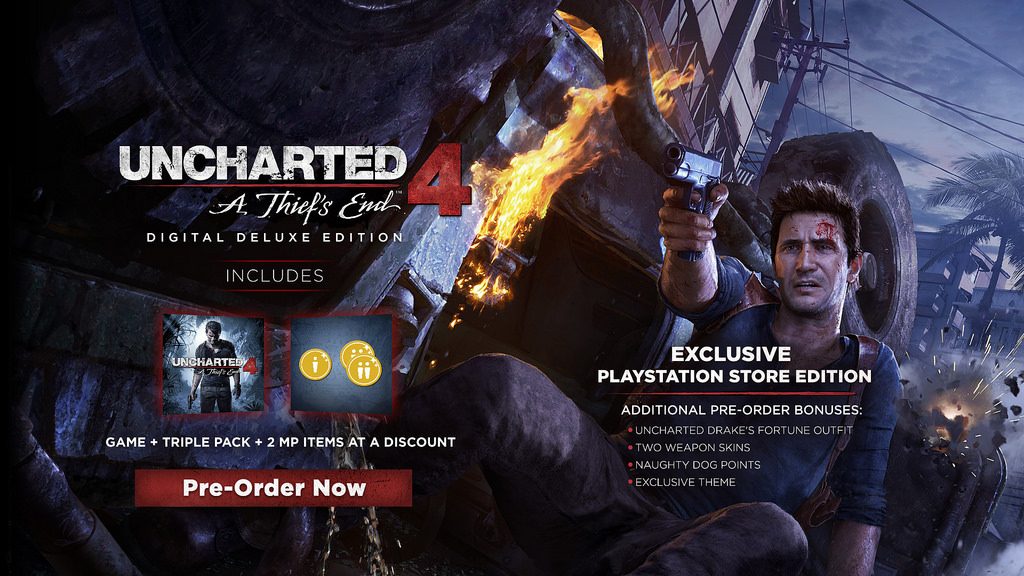 UNCHARTED 4
A Thief's End™
DIGITAL DELUXE EDITION
INCLUDES
UNCHARTED 4
A Thief's End
GAME + TRIPLE PACK + 2 MP ITEMS AT A DISCOUNT
Pre-Order Now
EXCLUSIVE
PLAYSTATION STORE EDITION
ADDITIONAL PRE-ORDER BONUSES:
• UNCHARTED DRAKE'S FORTUNE OUTFIT
• TWO WEAPON SKINS
• NAUGHTY DOG POINTS
• EXCLUSIVE THEME